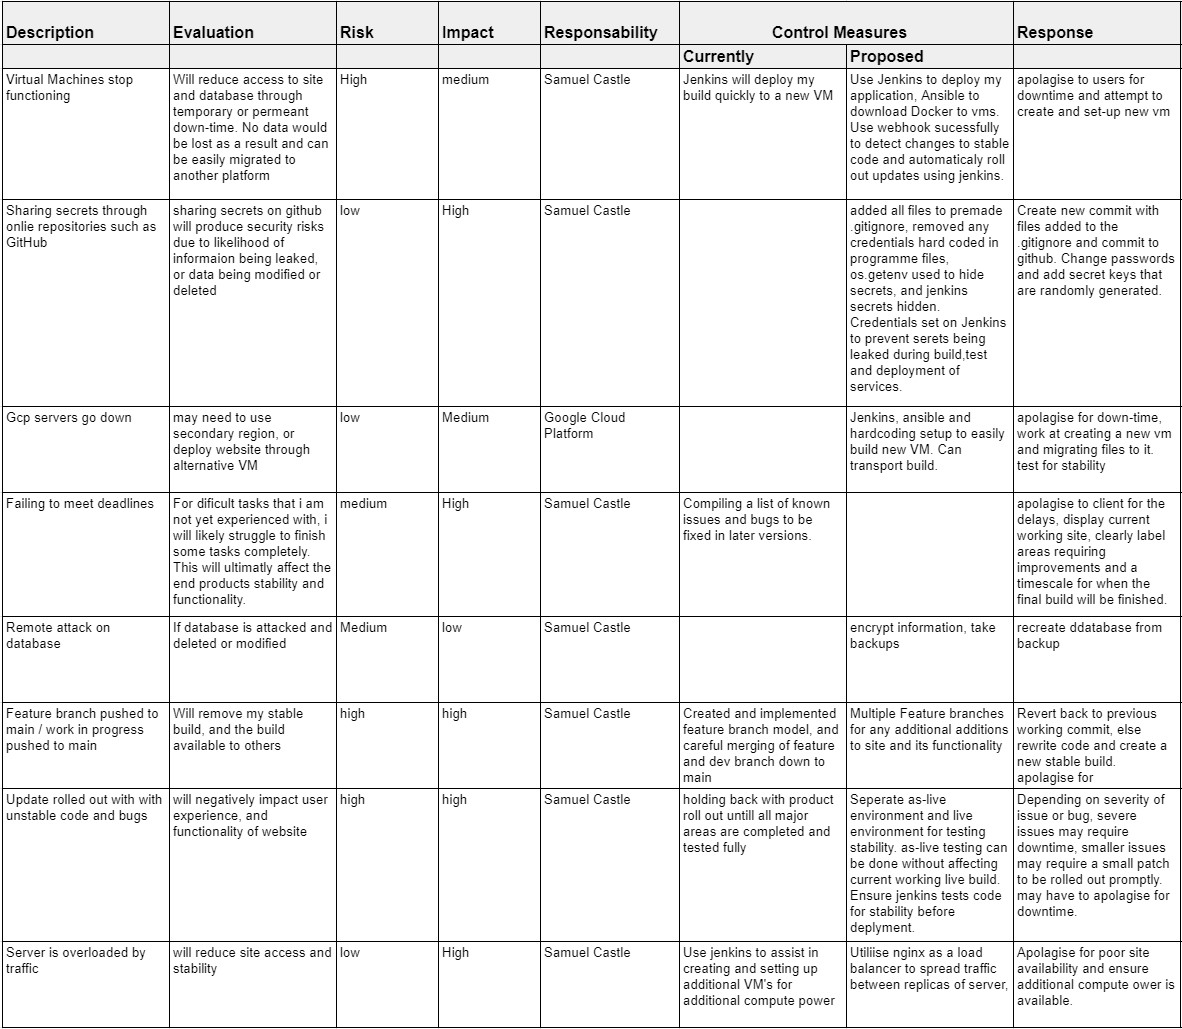 Description
Evaluation
Risk
Impact
Responsability
Control Measures
Response
Currently
Proposed
Virtual Machines stop
functioning
Will reduce access to site
and database through
temporary or permeant
down-time. No data would
be lost as a result and can
be easily migrated to
another platform
High
medium
Samuel Castle
Jenkins will deploy my
build quickly to a new VM
Use Jenkins to deploy my
application, Ansible to
download Docker to vms.
Use webhook sucessfully
to detect changes to stable
code and automaticaly roll
out updates using jenkins.
apolagise to users for
downtime and attempt to
create and set-up new vm
Sharing secrets through
onlie repositories such as
GitHub
sharing secrets on github
will produce security risks
due to likelihood of
informaion being leaked,
or data being modified or
deleted
low
High
Samuel Castle
added all files to premade
.gitignore, removed any
credentials hard coded in
programme files,
os.getenv used to hide
secrets, and jenkins
secrets hidden.
Credentials set on Jenkins
to prevent serets being
leaked during build,test
and deployment of
services.
Create new commit with
files added to the
.gitignore and commit to
github. Change passwords
and add secret keys that
are randomly generated.
Gcp servers go down
may need to use
secondary region, or
deploy website through
alternative VM
low
Medium
Google Cloud
Platform
Jenkins, ansible and
hardcoding setup to easily
build new VM. Can
transport build.
apolagise for down-time,
work at creating a new vm
and migrating files to it.
test for stability
Failing to meet deadlines
For dificult tasks that i am
not yet experienced with, i
will likely struggle to finish
some tasks completely.
This will ultimatly affect the
end products stability and
functionality.
medium
High
Samuel Castle
Compiling a list of known
issues and bugs to be
fixed in later versions.
apolagise to client for the
delays, display current
working site, clearly label
areas requiring
improvements and a
timescale for when the
final build will be finished.
Remote attack on
database
If database is attacked and
deleted or modified
Medium
low
Samuel Castle
encrypt information, take
backups
recreate ddatabase from
backup
Feature branch pushed to
main / work in progress
pushed to main
Will remove my stable
build, and the build
available to others
high
high
Samuel Castle
Created and implemented
feature branch model, and
careful merging of feature
and dev branch down to
main
Multiple Feature branches
for any additional additions
to site and its functionality
Revert back to previous
working commit, else
rewrite code and create a
new stable build.
apolagise for
Update rolled out with with
unstable code and bugs
will negatively impact user
experience, and
functionality of website
high
high
Samuel Castle
holding back with product
roll out untill all major
areas are completed and
tested fully
Seperate as-live
environment and live
environment for testing
stability. as-live testing can
be done without affecting
current working live build.
Ensure jenkins tests code
for stability before
deplyment.
Depending on severity of
issue or bug, severe
issues may require
downtime, smaller issues
may require a small patch
to be rolled out promptly.
may have to apolagise for
downtime.
Server is overloaded by
traffic
will reduce site access and
stability
low
High
Samuel Castle
Use jenkins to assist in
creating and setting up
additional VM's for
additional compute power
Utiliise nginx as a load
balancer to spread traffic
between replicas of server,
Apolagise for poor site
availability and ensure
additional compute ower is
available.